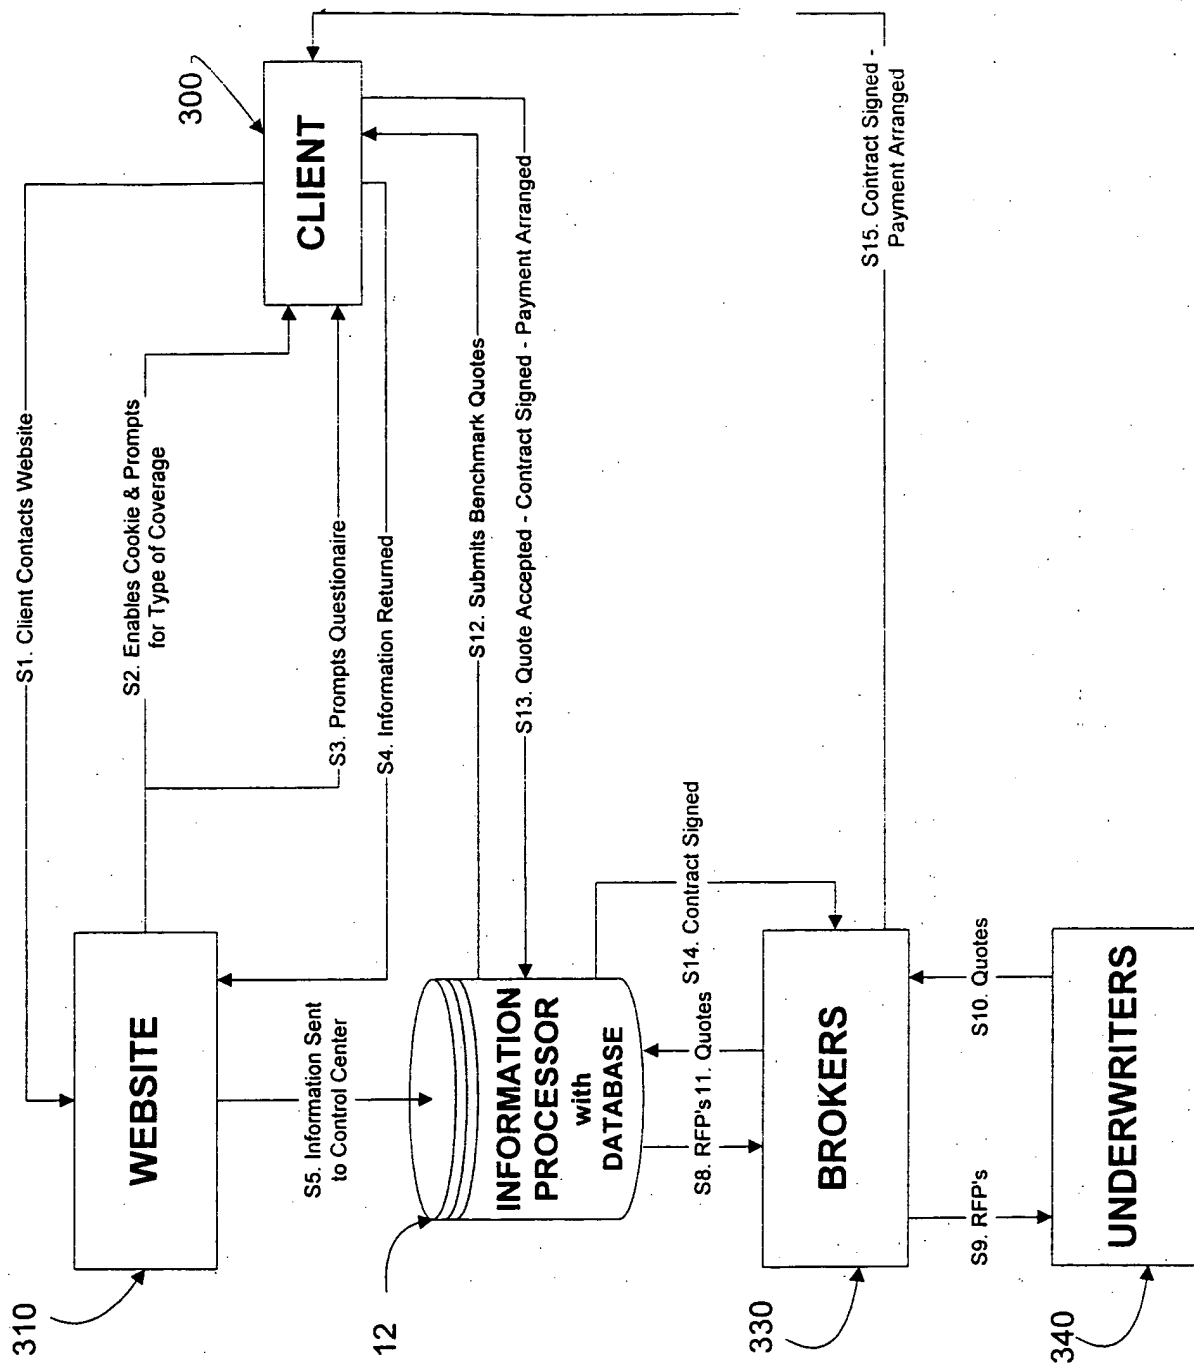 S1. Client Contacts Website
S2. Enables Cookie & Prompts
for Type of Coverage
S3. Prompts Questionaire
S4. Information Returned
310
WEBSITE
300
CLIENT
S5. Information Sent
to Control Center
12
INFORMATION
PROCESSOR
with
DATABASE
S12. Submits Benchmark Quotes
S13. Quote Accepted - Contract Signed - Payment Arranged
S14. Contract Signed
S8. RFP's
11. Quotes
330
BROKERS
S15. Contract Signed -
Payment Arranged
S9. RFP's
S10. Quotes
340
UNDERWRITERS